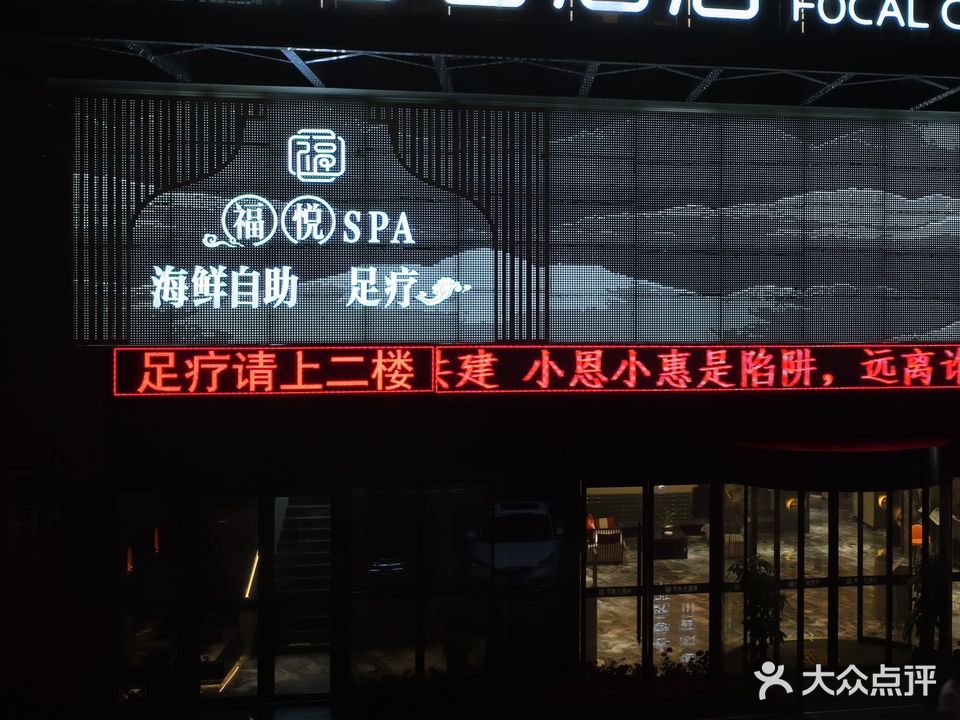 FOCAL
福
福悦SPA
海鲜自助 足疗
足疗请上二楼
共建 小恩小惠是陷阱，远离
大众点评